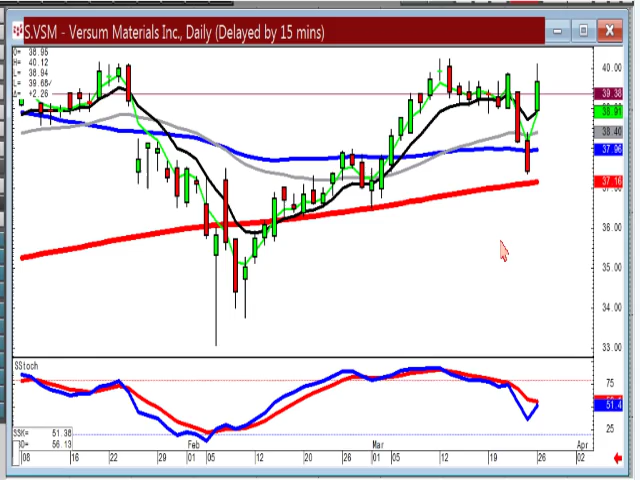 S.VSM - Versum Materials Inc., Daily (Delayed by 15 mins)
O= 38.95
H= 40.12
L= 38.94
L= 39.68
Δ= +2.26
40.00
39.38
38.91
38.40
37.96
37.16
36.00
35.00
34.00
33.00
SStoch
75
51.4
25
SSK= 51.38
D= 56.13
Feb Mar Apr
08 16 22 29 01 05 12 20 26 01 05 12 19 26 02